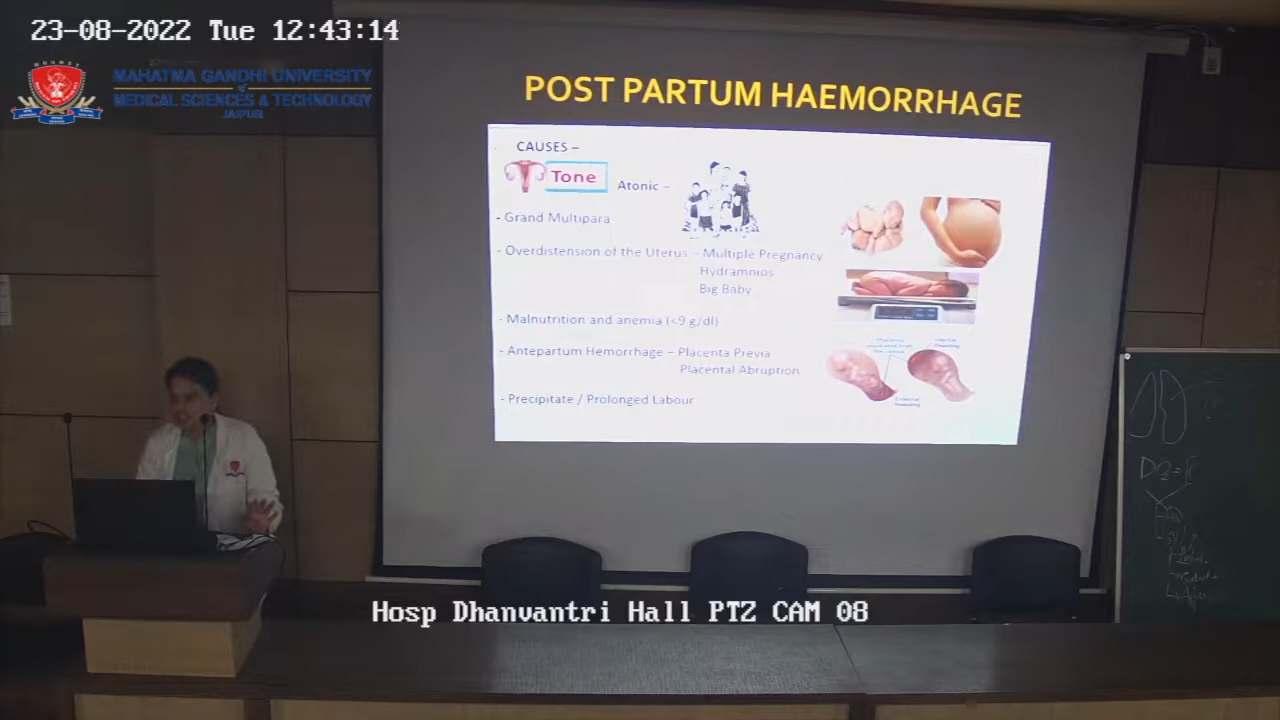 23-08-2022 Tue 12:43:14
MAHATMA GANDHI UNIVERSITY
of
MEDICAL SCIENCES & TECHNOLOGY
JAIPUR
POST PARTUM HAEMORRHAGE
CAUSES –
Tone
Atonic –
- Grand Multipara
- Overdistension of the Uterus – Multiple Pregnancy
Hydramnios
Big Baby
- Malnutrition and anemia (<9 g/dl)
- Antepartum Hemorrhage – Placenta Previa
Placental Abruption
- Precipitate / Prolonged Labour
Hosp Dhanvantri Hall PTZ CAM 08